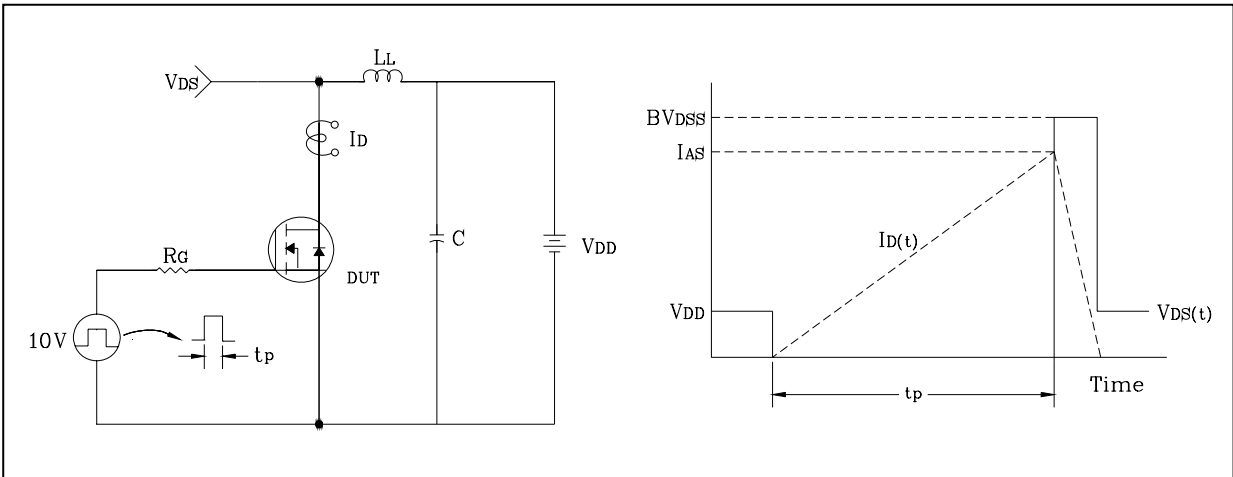 LL
VDS
ID
RG
C
VDD
DUT
10V
tp
BVDSS
IAS
ID(t)
VDD
VDS(t)
Time
tp